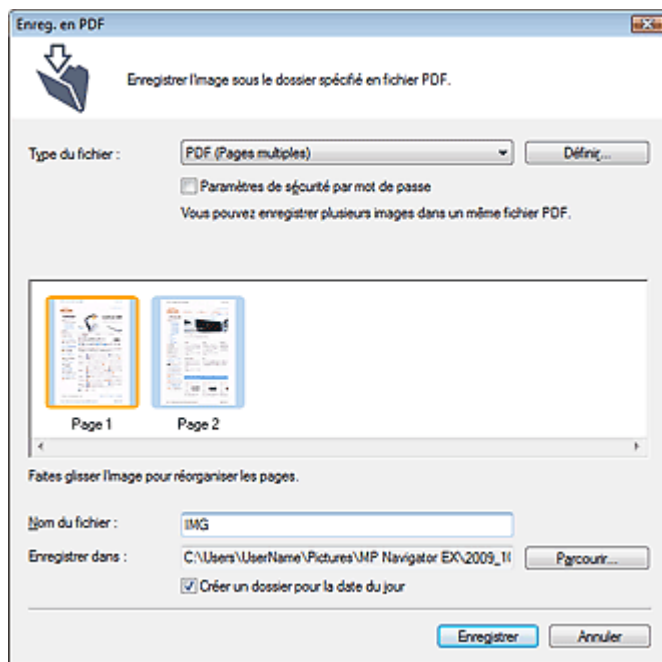 Enreg. en PDF
Enregistrer l'image sous le dossier spécifié en fichier PDF.
Type du fichier : PDF (Pages multiples) Définir...
Paramètres de sécurité par mot de passe
Vous pouvez enregistrer plusieurs images dans un même fichier PDF.
Page 1 Page 2
Faites glisser l'image pour réorganiser les pages.
Nom du fichier : IMG
Enregistrer dans : C:\Users\UserName\Pictures\MP Navigator EX\2009_10 Parcourir...
Créer un dossier pour la date du jour
Enregistrer Annuler